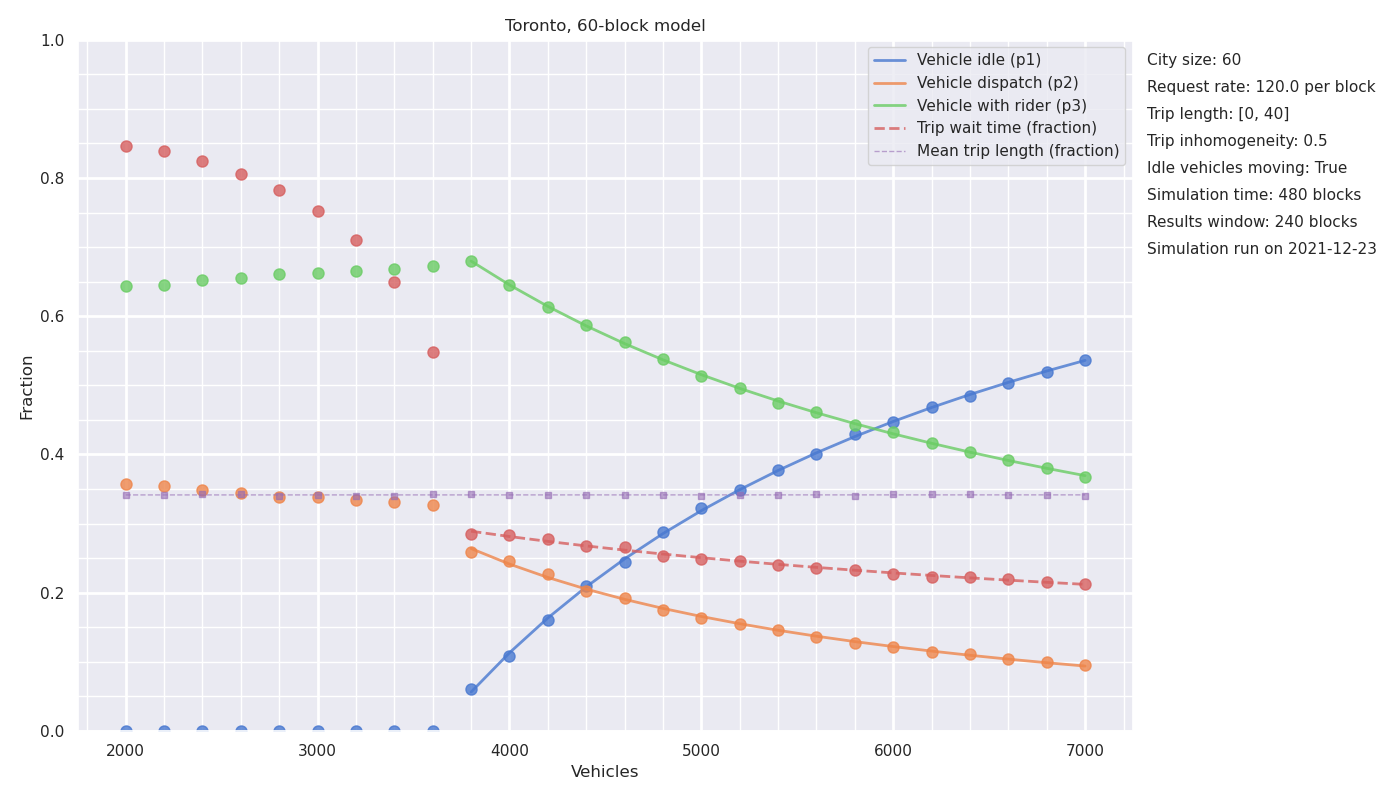 Toronto, 60-block model
1.0
0.8
0.6
0.4
0.2
0.0
Fraction
2000
3000
4000
5000
6000
7000
Vehicles
Vehicle idle (p1)
Vehicle dispatch (p2)
Vehicle with rider (p3)
Trip wait time (fraction)
Mean trip length (fraction)
City size: 60
Request rate: 120.0 per block
Trip length: [0, 40]
Trip inhomogeneity: 0.5
Idle vehicles moving: True
Simulation time: 480 blocks
Results window: 240 blocks
Simulation run on 2021-12-23